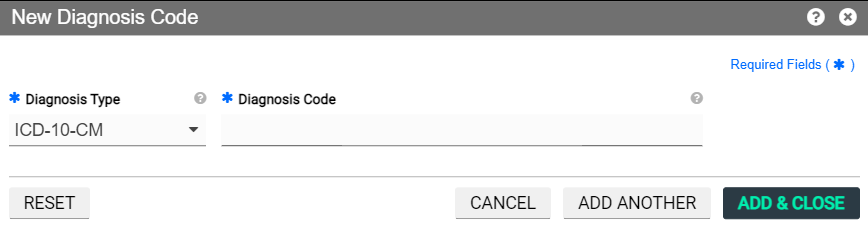 New Diagnosis Code
Required Fields ( * )
* Diagnosis Type
* Diagnosis Code
ICD-10-CM
RESET
CANCEL
ADD ANOTHER
ADD & CLOSE